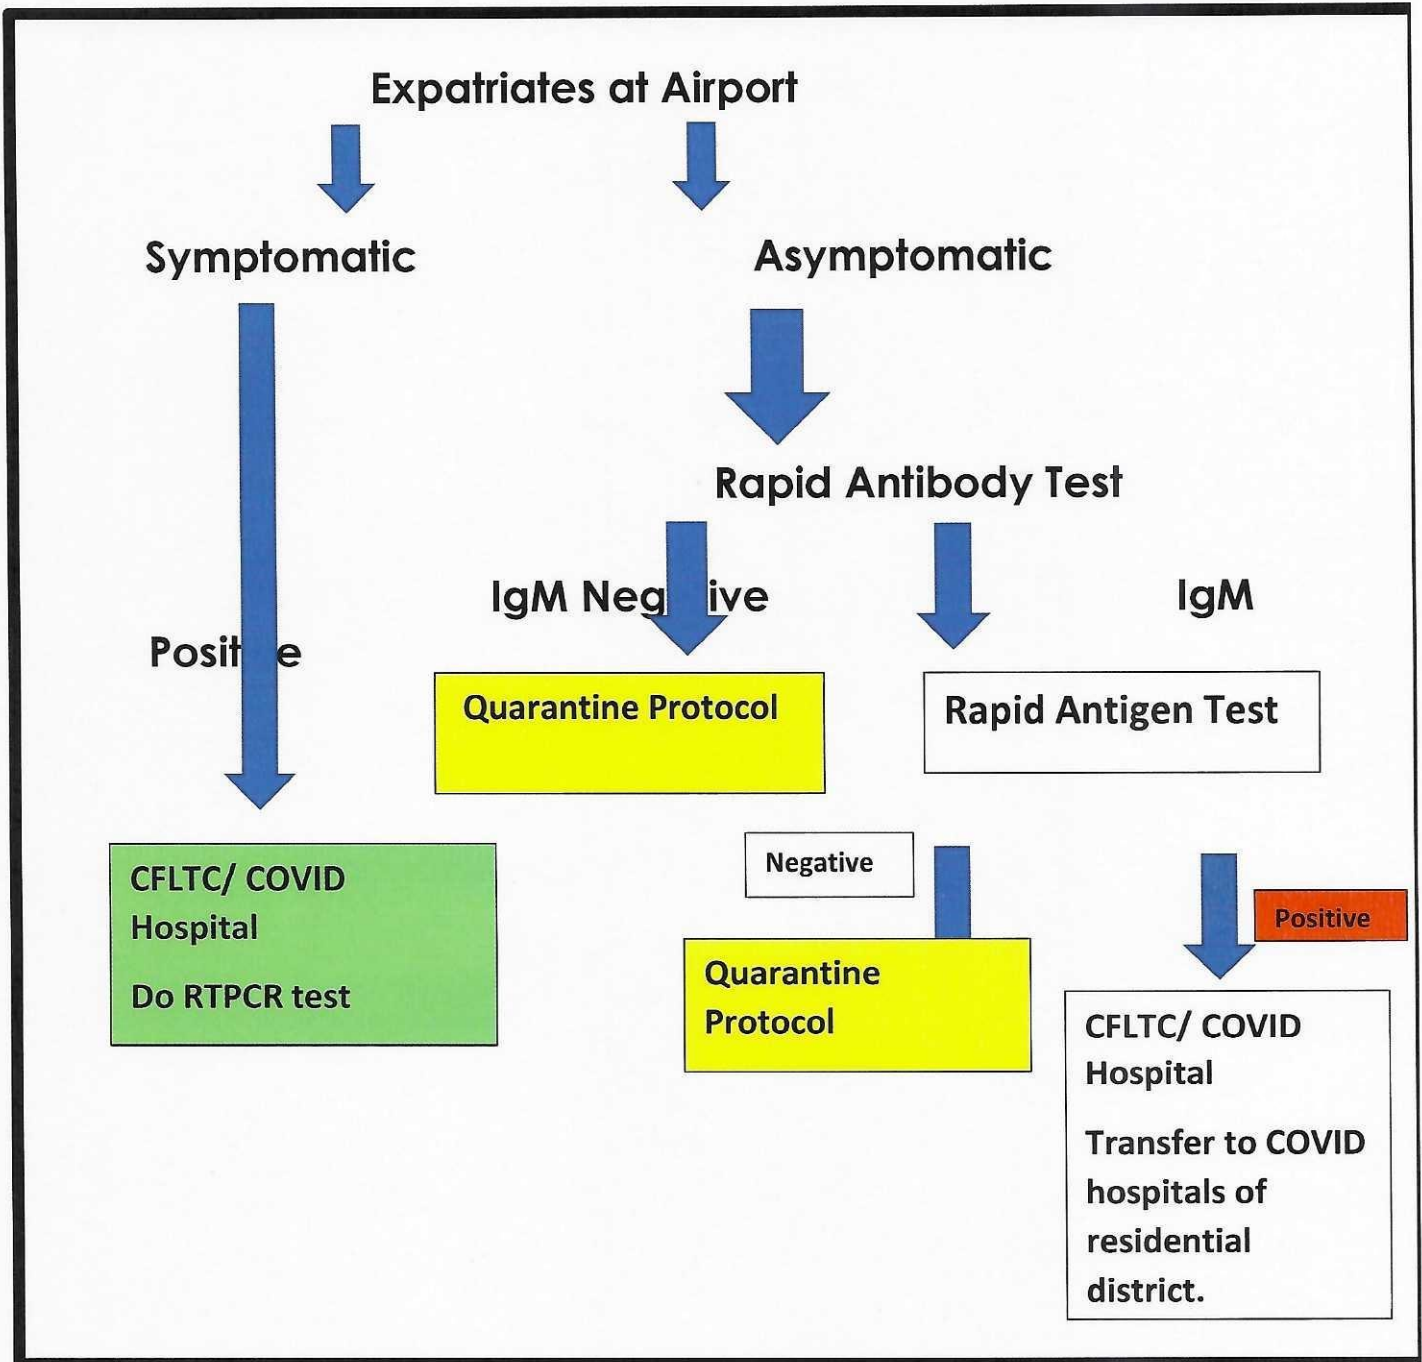 Expatriates at Airport
Symptomatic
Asymptomatic
Rapid Antibody Test
IgM Neg ive
IgM
Posit e
Quarantine Protocol
Rapid Antigen Test
Negative
Positive
CFLTC/ COVID
Hospital
Do RTPCR test
Quarantine
Protocol
CFLTC/ COVID
Hospital
Transfer to COVID
hospitals of
residential
district.